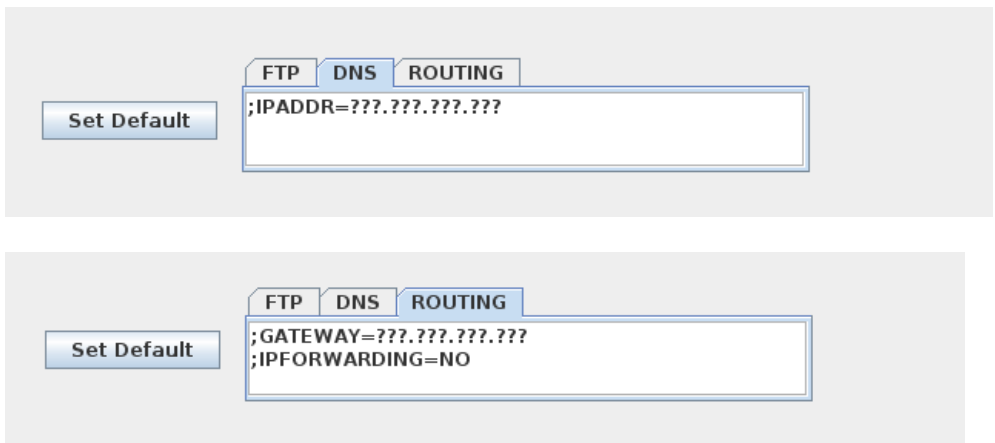 FTP DNS ROUTING
;IPADDR=???.???.???.???
Set Default
FTP DNS ROUTING
;GATEWAY=???.???.???.???
;IPFORWARDING=NO
Set Default